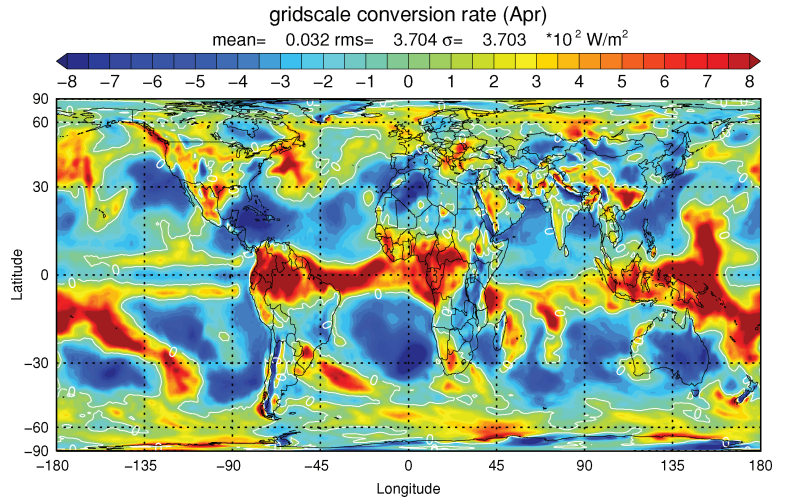 gridscale conversion rate (Apr)
mean= 0.032 rms= 3.704 σ= 3.703 *10² W/m²
−8 −7 −6 −5 −4 −3 −2 −1 0 1 2 3 4 5 6 7 8
90
60
30
0
−30
−60
−90
Latitude
−180 −135 −90 −45 0 45 90 135 180
Longitude